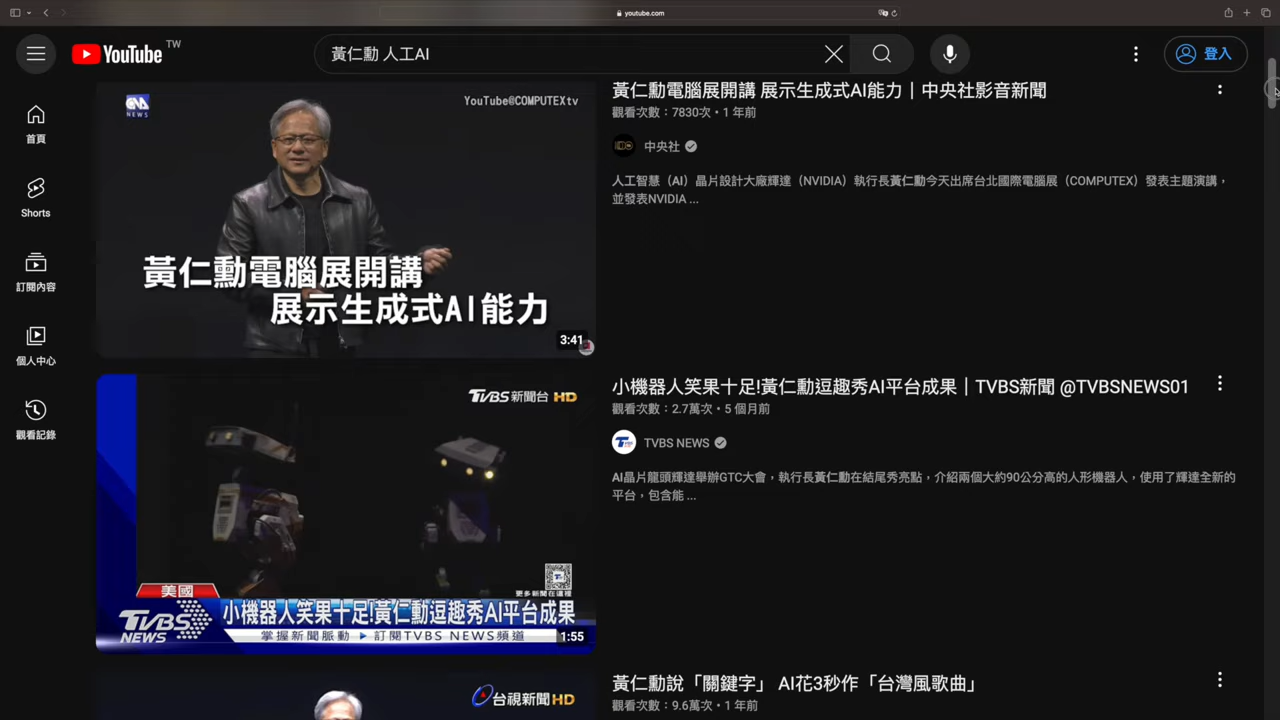 youtube.com
YouTube TW
黃仁勳 人工AI
登入
首頁
Shorts
訂閱內容
個人中心
觀看記錄
CNA
NEWS
YouTube@COMPUTEXtv
黃仁勳電腦展開講
展示生成式AI能力
3:41
黃仁勳電腦展開講 展示生成式AI能力｜中央社影音新聞
觀看次數：7830次・1 年前
中央社
人工智慧（AI）晶片設計大廠輝達（NVIDIA）執行長黃仁勳今天出席台北國際電腦展（COMPUTEX）發表主題演講，
並發表NVIDIA ...
TVBS新聞台 HD
更多新聞在這裡
美國
小機器人笑果十足!黃仁勳逗趣秀AI平台成果
TVBS
NEWS
掌握新聞脈動 ▶ 訂閱TVBS NEWS頻道
1:55
小機器人笑果十足!黃仁勳逗趣秀AI平台成果｜TVBS新聞 @TVBSNEWS01
觀看次數：2.7萬次・5 個月前
TVBS NEWS
AI晶片龍頭輝達舉辦GTC大會，執行長黃仁勳在結尾秀亮點，介紹兩個大約90公分高的人形機器人，使用了輝達全新的
平台，包含能 ...
台視新聞HD
黃仁勳說「關鍵字」 AI花3秒作「台灣風歌曲」
觀看次數：9.6萬次・1 年前